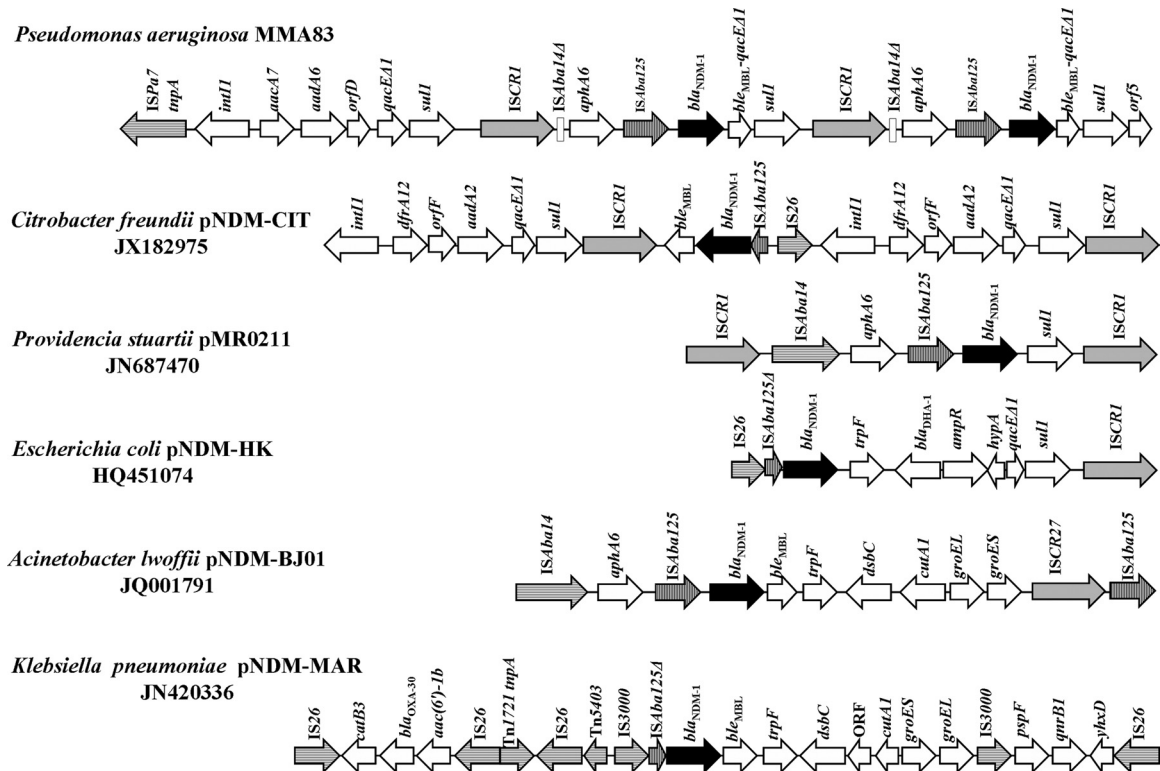 Pseudomonas aeruginosa MMA83
ISPa7 tnpA
intI1
aacA7
aadA6
orfD
qacEΔ1
sul1
ISCR1
ISAba14Δ
aphA6
ISAba125
blaNDM-1
bleMBL-qacEΔ1
sul1
ISCR1
ISAba14Δ
aphA6
ISAba125
blaNDM-1
bleMBL-qacEΔ1
sul1
orf5
Citrobacter freundii pNDM-CIT
JX182975
intI1
dfrA12
orfF
aadA2
qacEΔ1
sul1
ISCR1
bleMBL
blaNDM-1
ISAba125
IS26
intI1
dfrA12
orfF
aadA2
qacEΔ1
sul1
ISCR1
Providencia stuartii pMR0211
JN687470
ISCR1
ISAba14
aphA6
ISAba125
blaNDM-1
sul1
ISCR1
Escherichia coli pNDM-HK
HQ451074
IS26
ISAba125Δ
blaNDM-1
trpF
blaDHA-1
ampR
hypA
qacEΔ1
sul1
ISCR1
Acinetobacter lwoffii pNDM-BJ01
JQ001791
ISAba14
aphA6
ISAba125
blaNDM-1
bleMBL
trpF
dsbC
cutA1
groEL
groES
ISCR27
ISAba125
Klebsiella pneumoniae pNDM-MAR
JN420336
IS26
catB3
blaOXA-30
aac(6')-1b
IS26
Tn1721 tnpA
IS26
Tn5403
IS3000
ISAba125Δ
blaNDM-1
bleMBL
trpF
dsbC
ORF
cutA1
groES
groEL
IS3000
pspF
qnrB1
yhxD
IS26